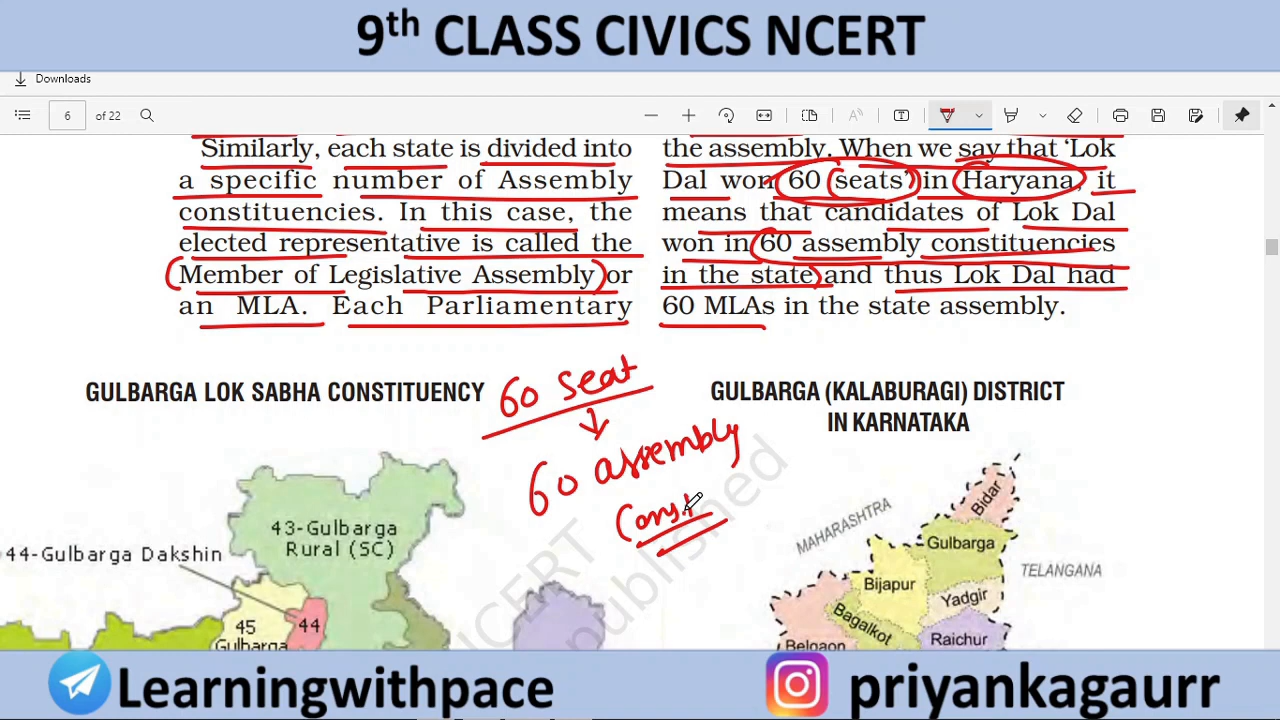 9th CLASS CIVICS NCERT
Downloads
6
of 22
Similarly, each state is divided into
a specific number of Assembly
constituencies. In this case, the
elected representative is called the
Member of Legislative Assembly or
an MLA. Each Parliamentary
the assembly. When we say that ‘Lok
Dal won 60 seats’ in Haryana, it
means that candidates of Lok Dal
won in 60 assembly constituencies
in the state and thus Lok Dal had
60 MLAs in the state assembly.
GULBARGA LOK SABHA CONSTITUENCY
60 Seat
60 assembly
Const
43-Gulbarga
Rural (SC)
44-Gulbarga Dakshin
45
Gulbarga
44
GULBARGA (KALABURAGI) DISTRICT
IN KARNATAKA
MAHARASHTRA
Bidar
Gulbarga
TELANGANA
Bijapur
Yadgir
Bagalkot
Raichur
Belgaon
NCERT
published
Learningwithpace
priyankagaurr